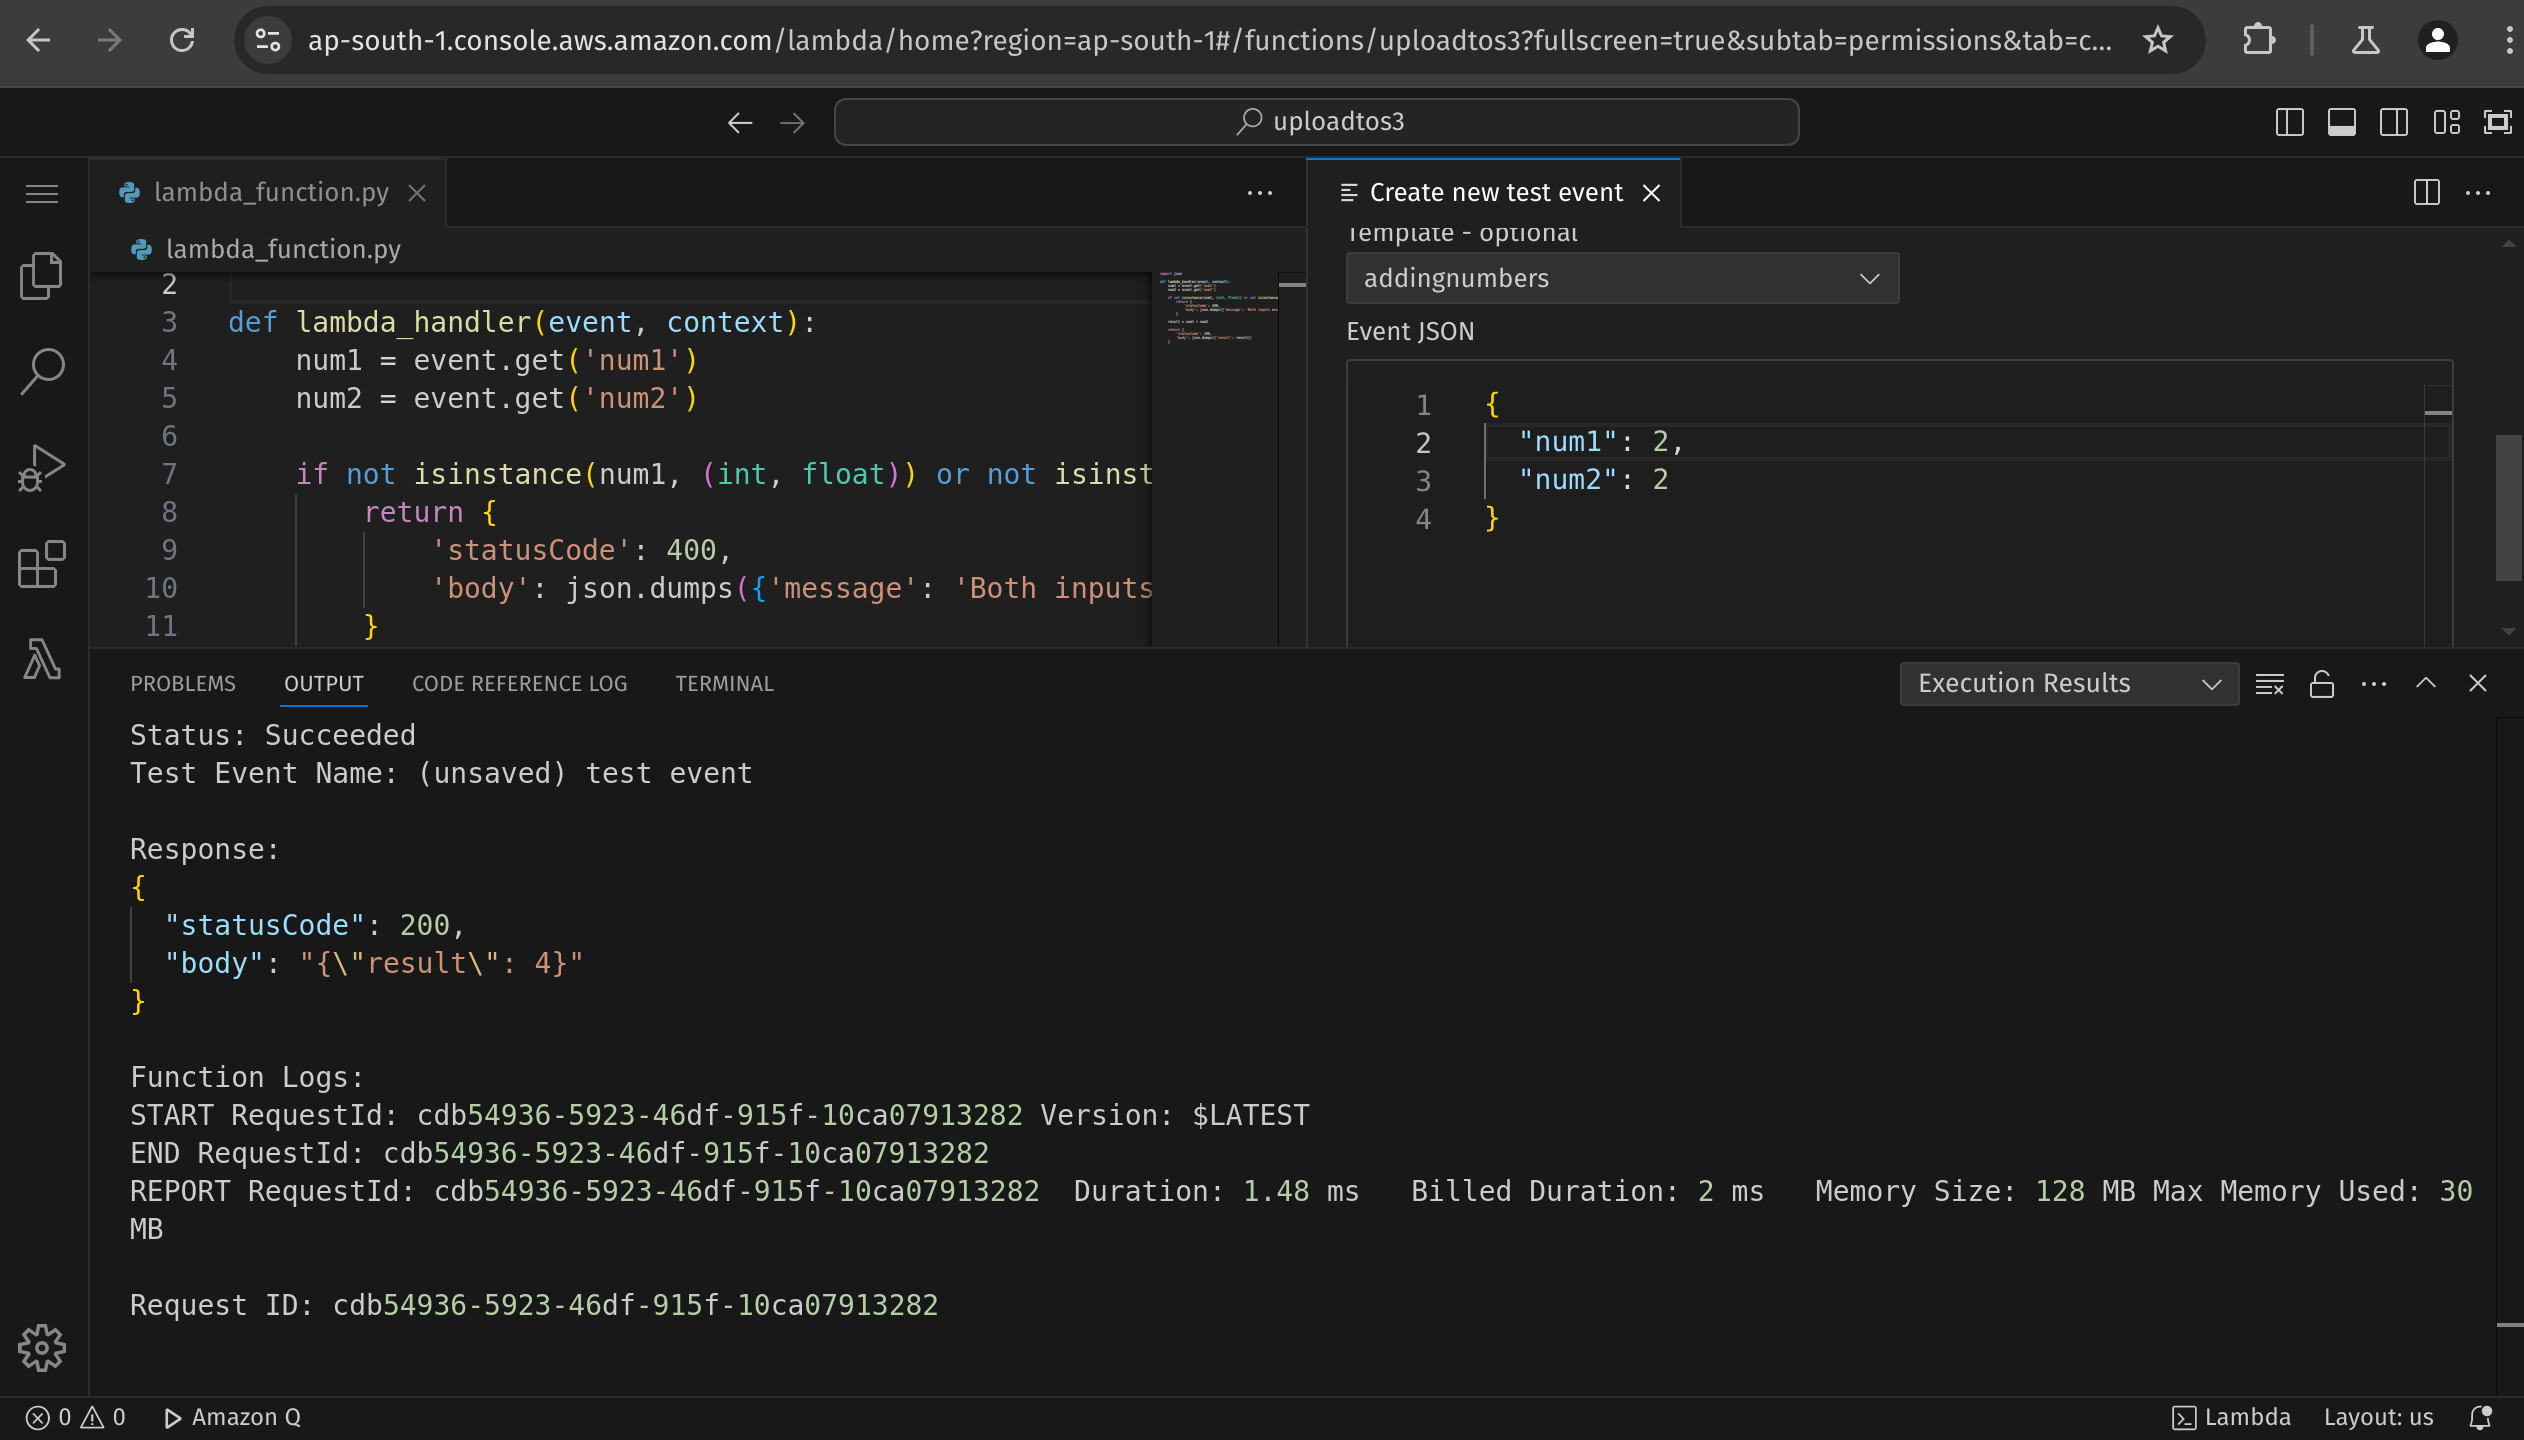 ap-south-1.console.aws.amazon.com/lambda/home?region=ap-south-1#/functions/uploadtos3?fullscreen=true&subtab=permissions&tab=c...
uploadtos3
lambda_function.py
Create new test event
lambda_function.py
Template - optional
addingnumbers
Event JSON
2
3 def lambda_handler(event, context):
4 num1 = event.get('num1')
5 num2 = event.get('num2')
6
7 if not isinstance(num1, (int, float)) or not isinst
8 return {
9 'statusCode': 400,
10 'body': json.dumps({'message': 'Both inputs
11 }
1 {
2 "num1": 2,
3 "num2": 2
4 }
PROBLEMS OUTPUT CODE REFERENCE LOG TERMINAL
Execution Results
Status: Succeeded
Test Event Name: (unsaved) test event
Response:
{
"statusCode": 200,
"body": "{\"result\": 4}"
}
Function Logs:
START RequestId: cdb54936-5923-46df-915f-10ca07913282 Version: $LATEST
END RequestId: cdb54936-5923-46df-915f-10ca07913282
REPORT RequestId: cdb54936-5923-46df-915f-10ca07913282 Duration: 1.48 ms Billed Duration: 2 ms Memory Size: 128 MB Max Memory Used: 30
MB
Request ID: cdb54936-5923-46df-915f-10ca07913282
0 0 Amazon Q
Lambda Layout: us